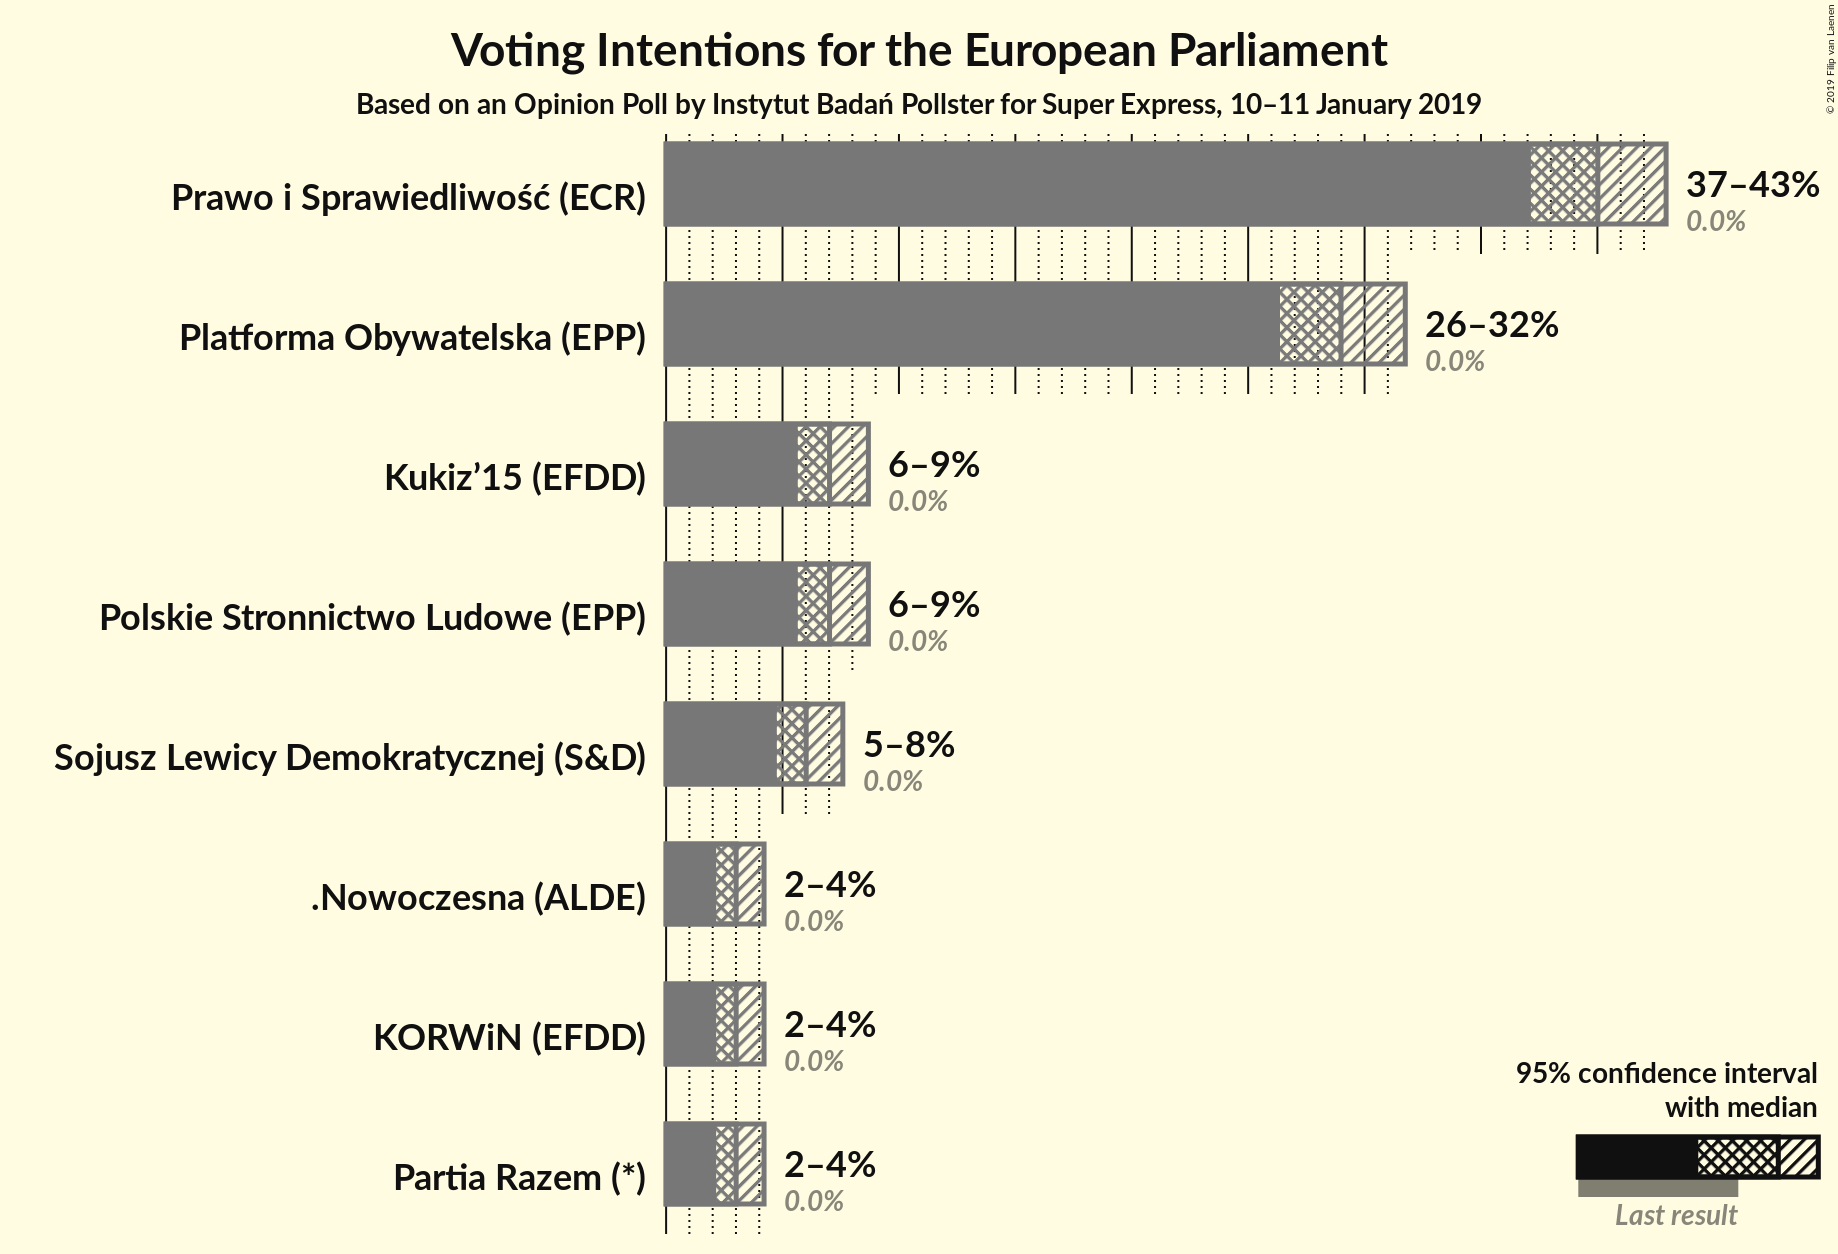 Voting Intentions for the European Parliament
Based on an Opinion Poll by Instytut Badań Pollster for Super Express, 10–11 January 2019
© 2019 Filip van Laenen
Prawo i Sprawiedliwość (ECR)
37–43%
0.0%
Platforma Obywatelska (EPP)
26–32%
0.0%
Kukiz’15 (EFDD)
6–9%
0.0%
Polskie Stronnictwo Ludowe (EPP)
6–9%
0.0%
Sojusz Lewicy Demokratycznej (S&D)
5–8%
0.0%
.Nowoczesna (ALDE)
2–4%
0.0%
KORWiN (EFDD)
2–4%
0.0%
Partia Razem (*)
2–4%
0.0%
95% confidence interval
with median
Last result